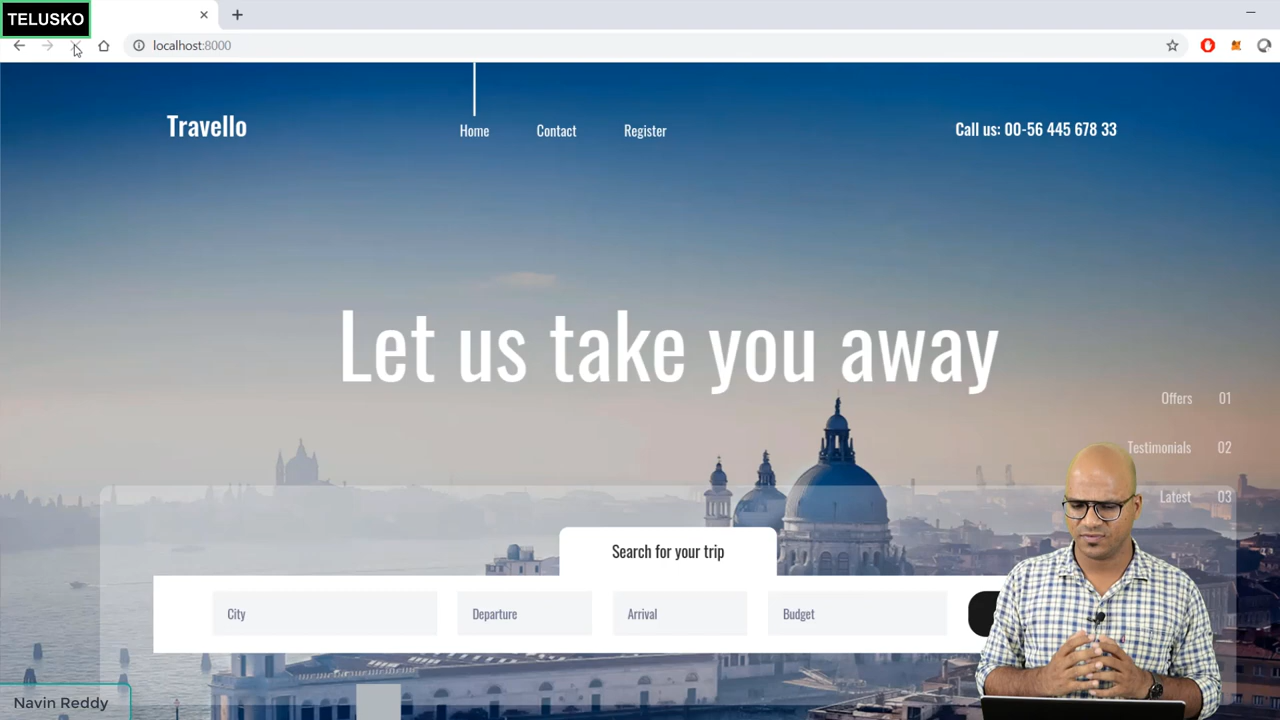 TELUSKO
localhost:8000
Travello
Home
Contact
Register
Call us: 00-56 445 678 33
Let us take you away
Offers 01
Testimonials 02
Latest 03
Search for your trip
City
Departure
Arrival
Budget
Navin Reddy